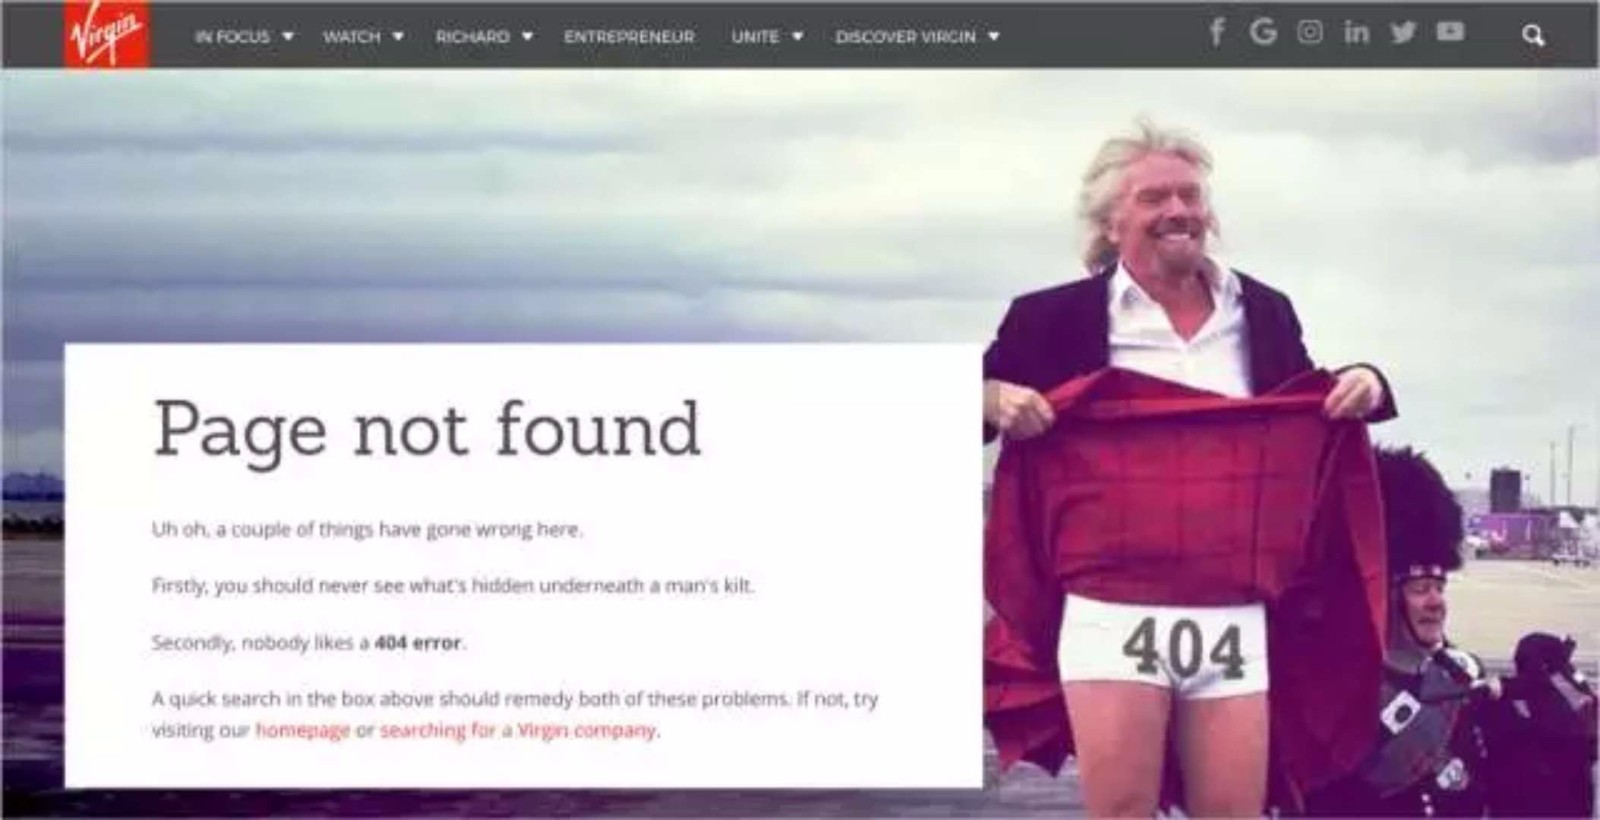 Virgin
IN FOCUS WATCH RICHARD ENTREPRENEUR UNITE DISCOVER VIRGIN
Page not found
Uh oh, a couple of things have gone wrong here.
Firstly, you should never see what's hidden underneath a man's kilt.
Secondly, nobody likes a 404 error.
A quick search in the box above should remedy both of these problems. If not, try
visiting our homepage or searching for a Virgin company.
404